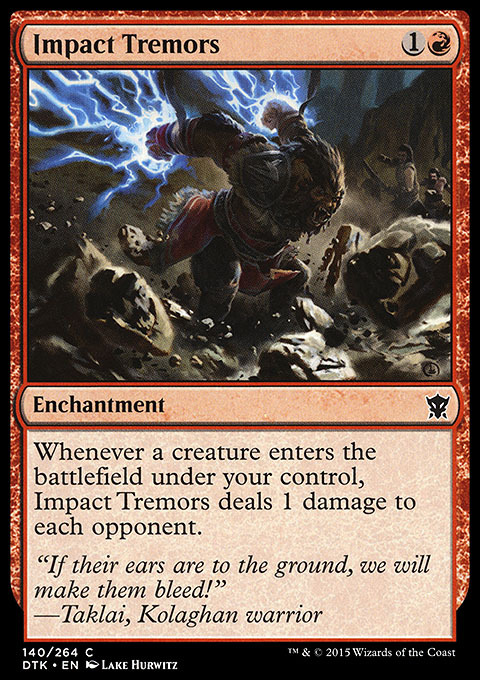 Impact Tremors 1
Enchantment
Whenever a creature enters the
battlefield under your control,
Impact Tremors deals 1 damage to
each opponent.
“If their ears are to the ground, we will
make them bleed!”
—Taklai, Kolaghan warrior
140/264 C
DTK • EN Lake Hurwitz
™ & © 2015 Wizards of the Coast